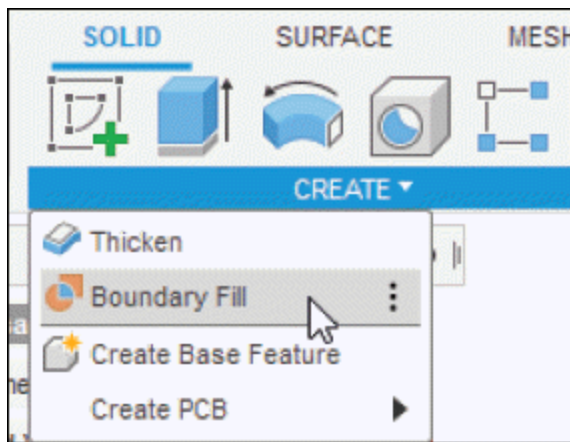 SOLID SURFACE MESH
CREATE
Thicken
Boundary Fill
Create Base Feature
Create PCB